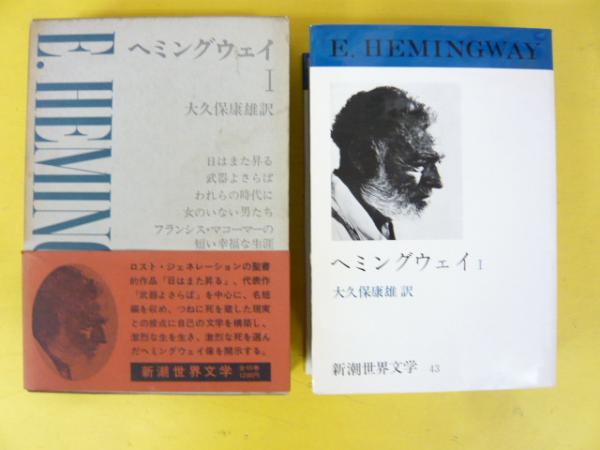 E. HEMING
ヘミングウェイ
I
大久保康雄訳
日はまた昇る
武器よさらば
われらの時代に
女のいない男たち
フランシス・マコーマーの
短い幸福な生涯
ロスト・ジェネレーションの聖書
的作品「日はまた昇る」、代表作
「武器よさらば」を中心に、名短
編を収め、つねに死を蔵した現実
との接点に自己の文学を構築し、
激烈な生を生き、激烈な死を選ん
だヘミングウェイ像を開示する。
新潮世界文学
1200円
E. HEMINGWAY
ヘミングウェイ I
大久保康雄 訳
新潮世界文学 43